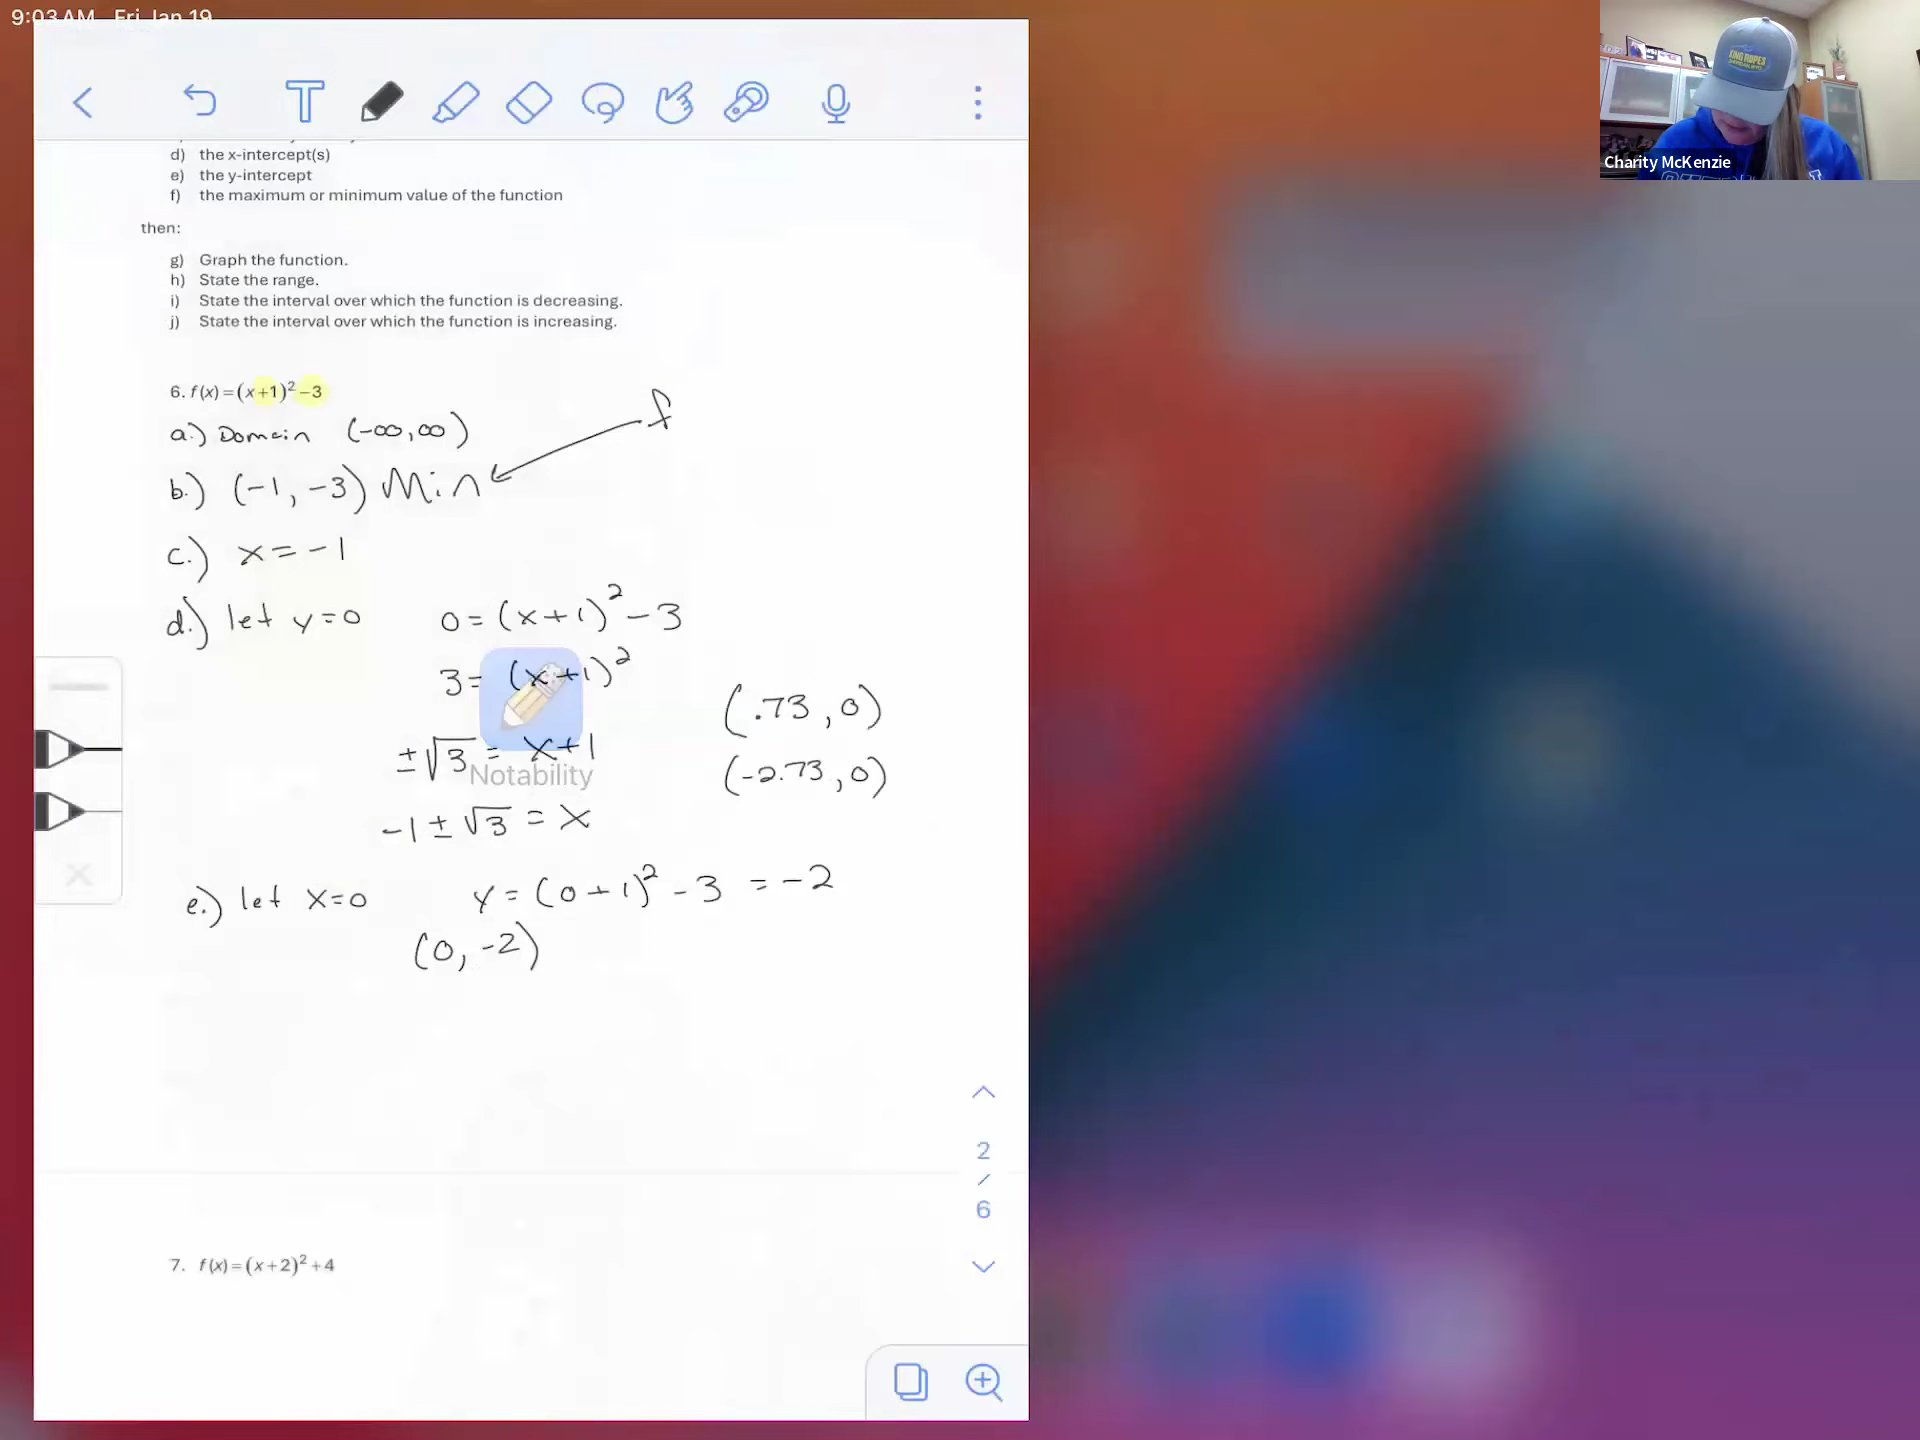 9:03 AM Fri Jan 19
d) the x-intercept(s)
e) the y-intercept
f) the maximum or minimum value of the function
then:
g) Graph the function.
h) State the range.
i) State the interval over which the function is decreasing.
j) State the interval over which the function is increasing.
6. f(x)=(x+1)²−3
f
a.) Domain (-∞,∞)
b.) (-1, -3) Min
c.) x=-1
d.) let y=0 0=(x+1)²-3
3=(x+1)²
(.73, 0)
±√3 = x+1
(-2.73, 0)
Notability
-1±√3 = x
e.) let x=0 y=(0+1)²-3 =-2
(0, -2)
2
/
6
7. f(x)=(x+2)²+4
KING ROPES
Charity McKenzie